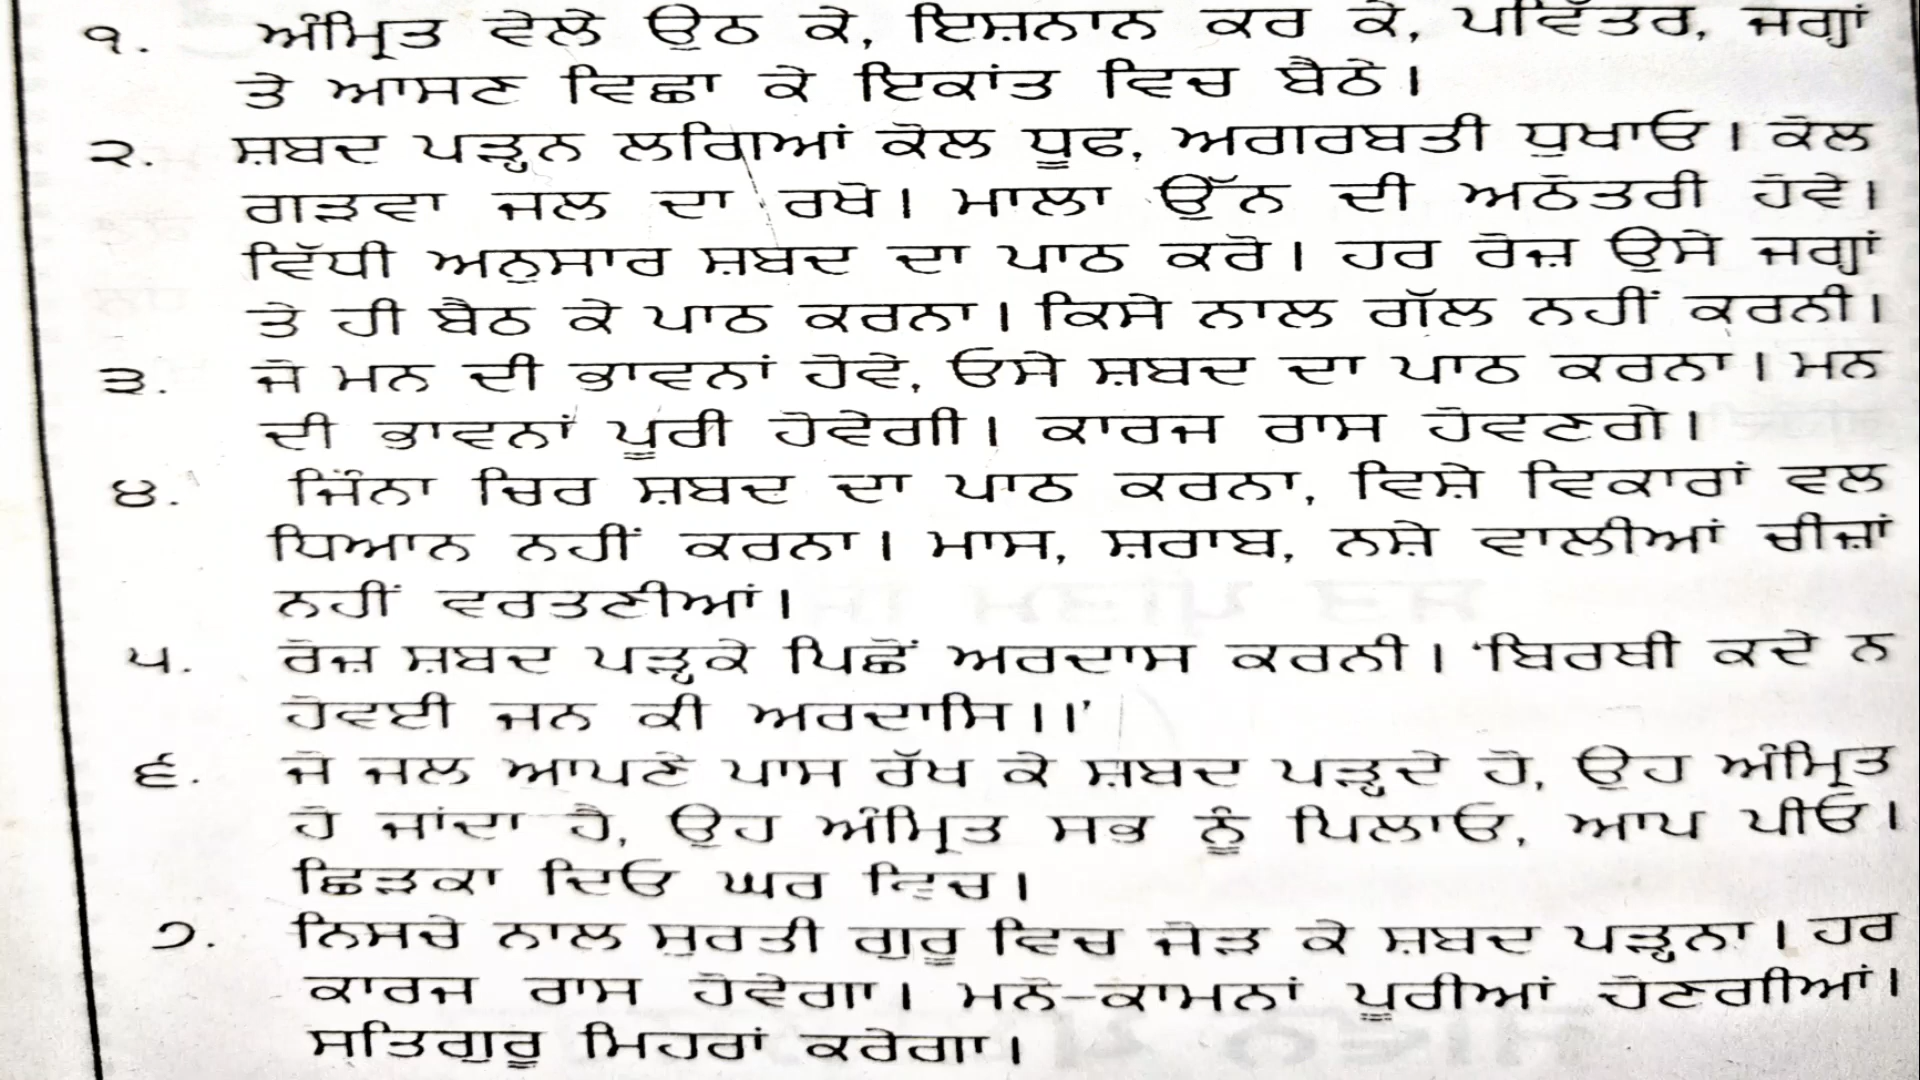 ੧. ਅੰਮ੍ਰਿਤ ਵੇਲੇ ਉਠ ਕੇ, ਇਸ਼ਨਾਨ ਕਰ ਕੇ, ਪਵਿੱਤਰ, ਜਗ੍ਹਾਂ
ਤੇ ਆਸਣ ਵਿਛਾ ਕੇ ਇਕਾਂਤ ਵਿਚ ਬੈਠੇ।
੨. ਸ਼ਬਦ ਪੜ੍ਹਨ ਲਗਿਆਂ ਕੋਲ ਧੂਫ, ਅਗਰਬਤੀ ਧੁਖਾਓ। ਕੋਲ
ਗੜਵਾ ਜਲ ਦਾ ਰਖੋ। ਮਾਲਾ ਉੱਨ ਦੀ ਅਠੋਤਰੀ ਹੋਵੇ।
ਵਿੱਧੀ ਅਨੁਸਾਰ ਸ਼ਬਦ ਦਾ ਪਾਠ ਕਰੋ। ਹਰ ਰੋਜ਼ ਉਸੇ ਜਗ੍ਹਾਂ
ਤੇ ਹੀ ਬੈਠ ਕੇ ਪਾਠ ਕਰਨਾ। ਕਿਸੇ ਨਾਲ ਗੱਲ ਨਹੀਂ ਕਰਨੀ।
੩. ਜੋ ਮਨ ਦੀ ਭਾਵਨਾਂ ਹੋਵੇ, ਓਸੇ ਸ਼ਬਦ ਦਾ ਪਾਠ ਕਰਨਾ। ਮਨ
ਦੀ ਭਾਵਨਾਂ ਪੂਰੀ ਹੋਵੇਗੀ। ਕਾਰਜ ਰਾਸ ਹੋਵਣਗੇ।
੪. ਜਿੰਨਾ ਚਿਰ ਸ਼ਬਦ ਦਾ ਪਾਠ ਕਰਨਾ, ਵਿਸ਼ੇ ਵਿਕਾਰਾਂ ਵਲ
ਧਿਆਨ ਨਹੀਂ ਕਰਨਾ। ਮਾਸ, ਸ਼ਰਾਬ, ਨਸ਼ੇ ਵਾਲੀਆਂ ਚੀਜ਼ਾਂ
ਨਹੀਂ ਵਰਤਣੀਆਂ।
੫. ਰੋਜ਼ ਸ਼ਬਦ ਪੜ੍ਹਕੇ ਪਿਛੋਂ ਅਰਦਾਸ ਕਰਨੀ। 'ਬਿਰਥੀ ਕਦੇ ਨ
ਹੋਵਈ ਜਨ ਕੀ ਅਰਦਾਸਿ।।'
੬. ਜੋ ਜਲ ਆਪਣੇ ਪਾਸ ਰੱਖ ਕੇ ਸ਼ਬਦ ਪੜ੍ਹਦੇ ਹੋ, ਉਹ ਅੰਮ੍ਰਿਤ
ਹੋ ਜਾਂਦਾ ਹੈ, ਉਹ ਅੰਮ੍ਰਿਤ ਸਭ ਨੂੰ ਪਿਲਾਓ, ਆਪ ਪੀਓ।
ਛਿੜਕਾ ਦਿਓ ਘਰ ਵਿਚ।
੭. ਨਿਸਚੇ ਨਾਲ ਸੁਰਤੀ ਗੁਰੂ ਵਿਚ ਜੋੜ ਕੇ ਸ਼ਬਦ ਪੜ੍ਹਨਾ। ਹਰ
ਕਾਰਜ ਰਾਸ ਹੋਵੇਗਾ। ਮਨੋ-ਕਾਮਨਾਂ ਪੂਰੀਆਂ ਹੋਣਗੀਆਂ।
ਸਤਿਗੁਰੂ ਮਿਹਰਾਂ ਕਰੇਗਾ।